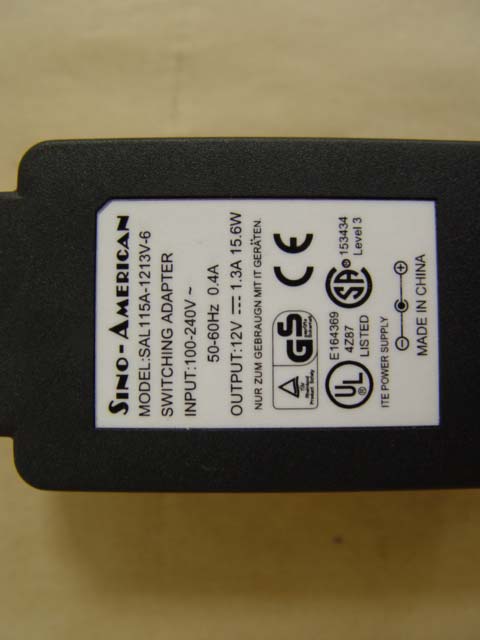 SINO-AMERICAN
MODEL:SAL115A-1213V-6
SWITCHING ADAPTER
INPUT:100-240V ~
50-60Hz 0.4A
OUTPUT:12V ⎓ 1.3A 15.6W
NUR ZUM GEBRAUGN MIT IT GERÄTEN.
GS
CE
UL
E164369
4Z87
LISTED
ITE POWER SUPPLY
SA
153434
Level 3
MADE IN CHINA